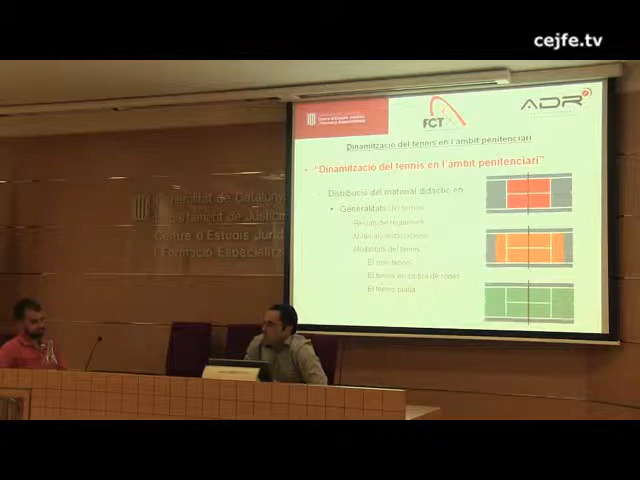 cejfe.tv
FCT
ADR
Dinamització del tennis en l'àmbit penitenciari
• "Dinamització del tennis en l'àmbit penitenciari"
Distribució del material didàctic en
• Generalitats del tennis
Resum del reglament
Material i instal·lacions
Modalitats del tennis
El mini tennis
El tennis en cadira de rodes
El tennis platja
Generalitat de Catalunya
Departament de Justícia
Centre d'Estudis Jurídi
i Formació Especialitza